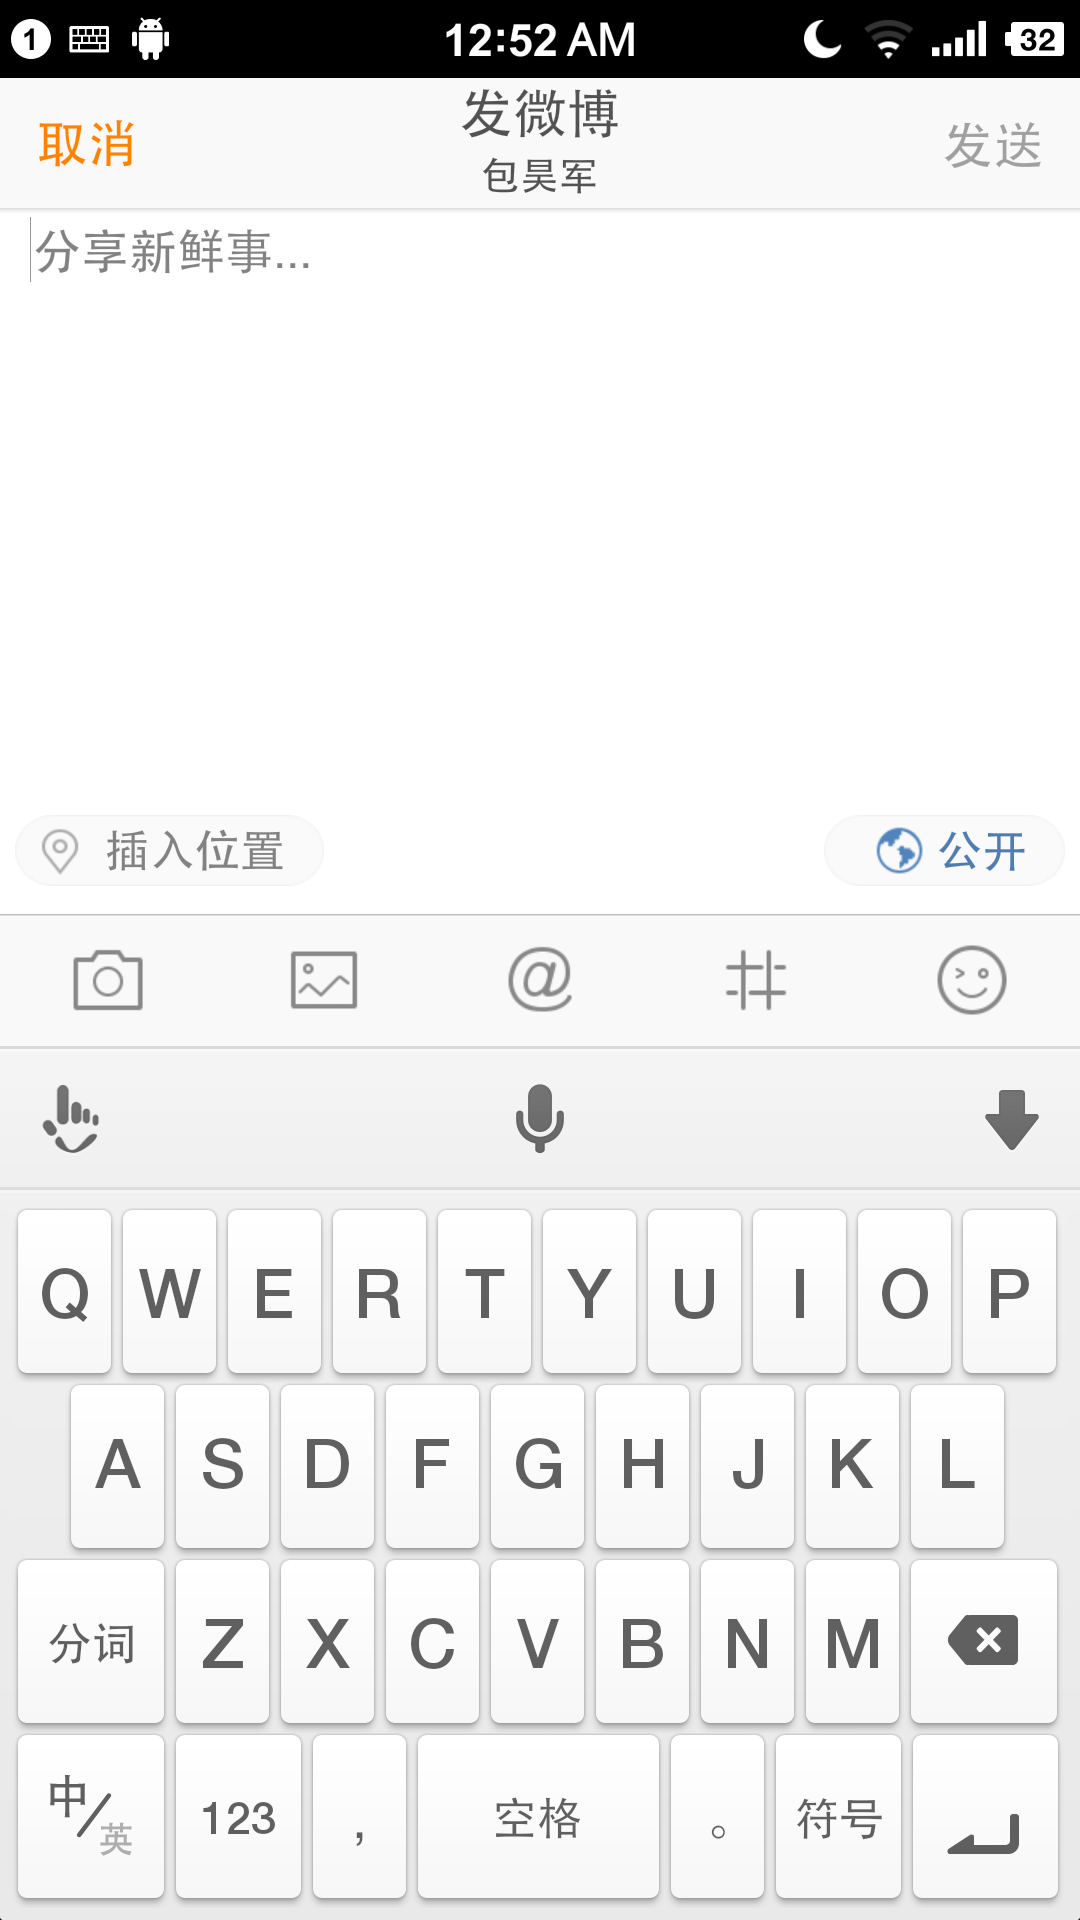 1 12:52 AM 32
取消 发微博 发送
包昊军
分享新鲜事...
插入位置 公开
@
Q W E R T Y U I O P
A S D F G H J K L
分词 Z X C V B N M
中/英 123 , 空格 。 符号